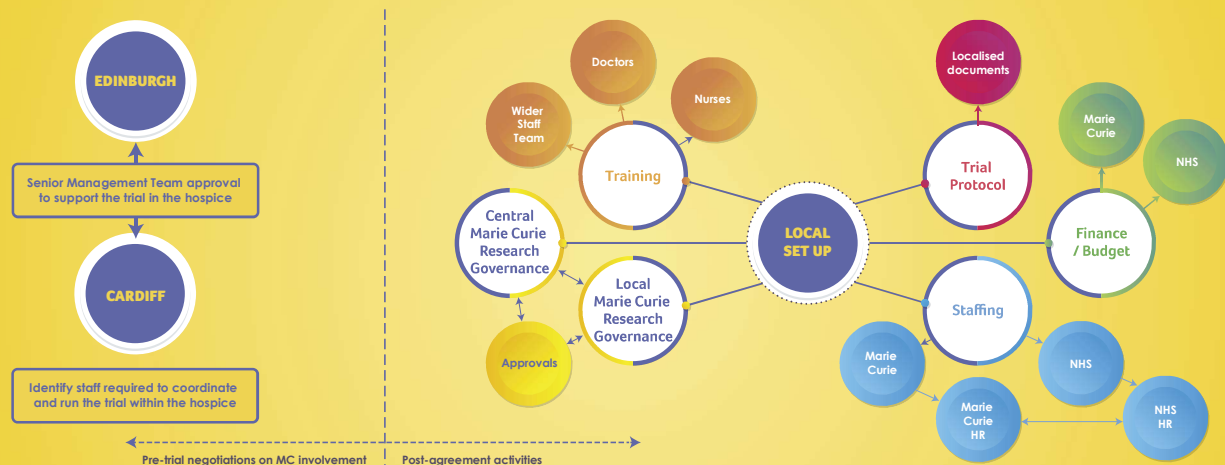 EDINBURGH
Senior Management Team approval
to support the trial in the hospice
CARDIFF
Identify staff required to coordinate
and run the trial within the hospice
Pre-trial negotiations on MC involvement
Post-agreement activities
Doctors
Wider
Staff
Team
Nurses
Training
Central
Marie Curie
Research
Governance
Local
Marie Curie
Research
Governance
Approvals
LOCAL
SET UP
Localised
documents
Trial
Protocol
Marie
Curie
NHS
Finance
/ Budget
Staffing
Marie
Curie
NHS
Marie
Curie
HR
NHS
HR